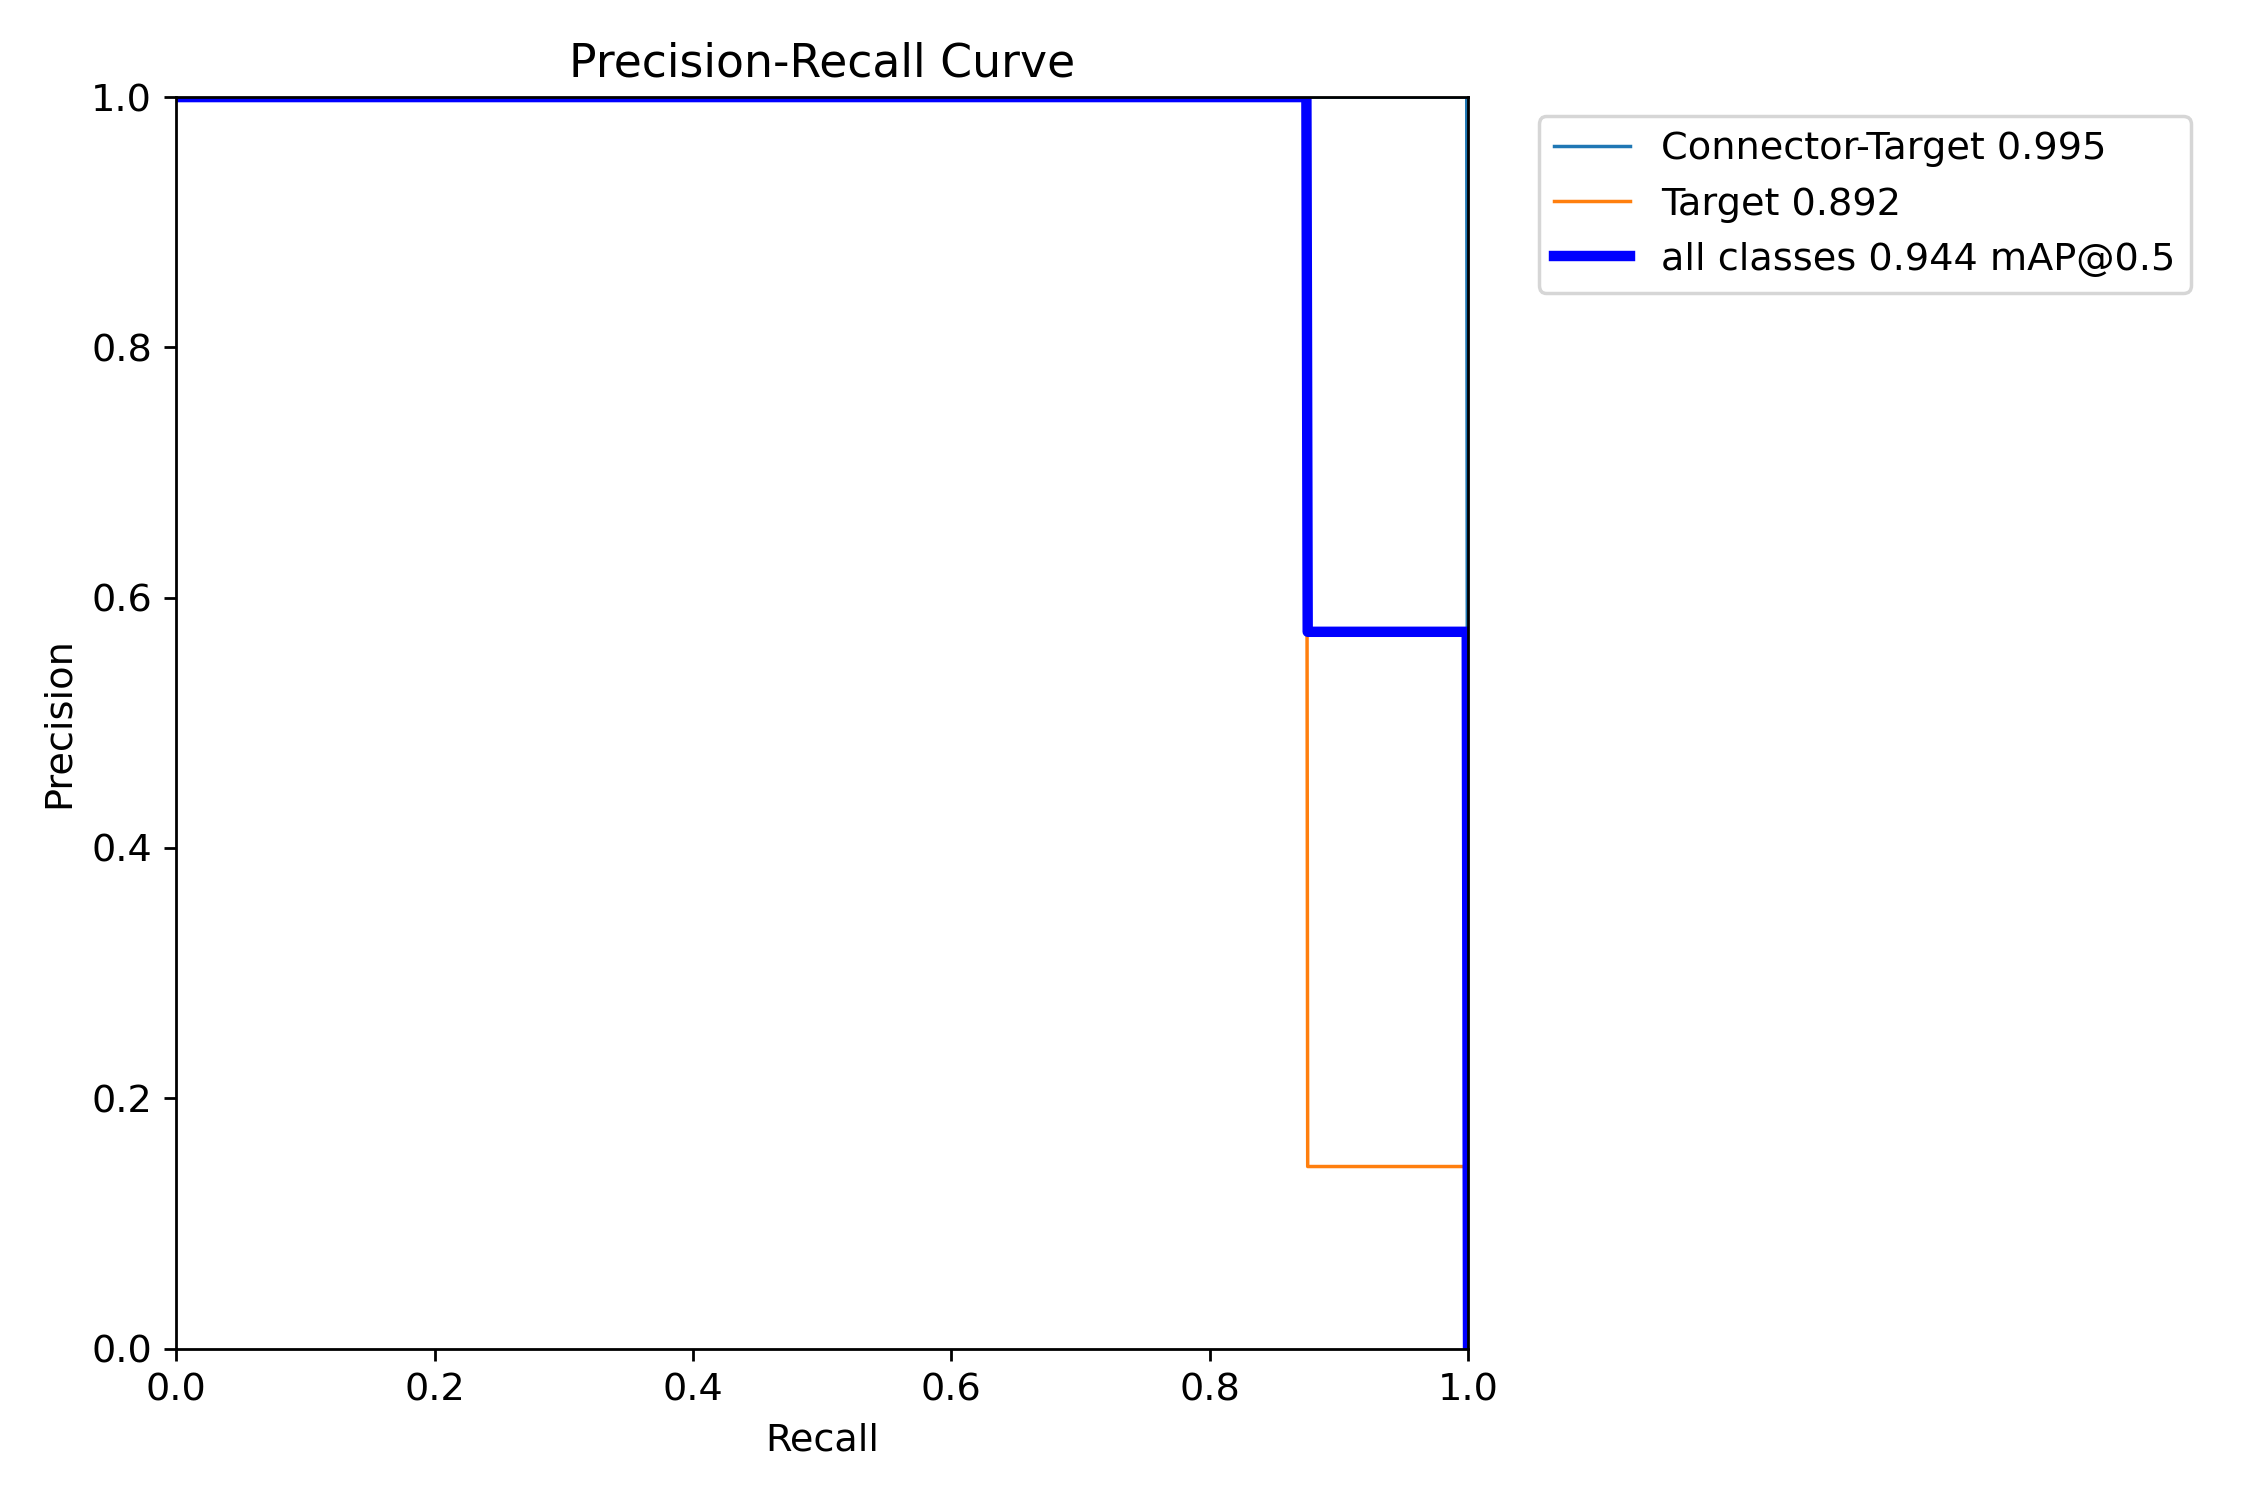 Precision-Recall Curve
1.0
0.8
0.6
0.4
0.2
0.0
Precision
0.0 0.2 0.4 0.6 0.8 1.0
Recall
Connector-Target 0.995
Target 0.892
all classes 0.944 mAP@0.5